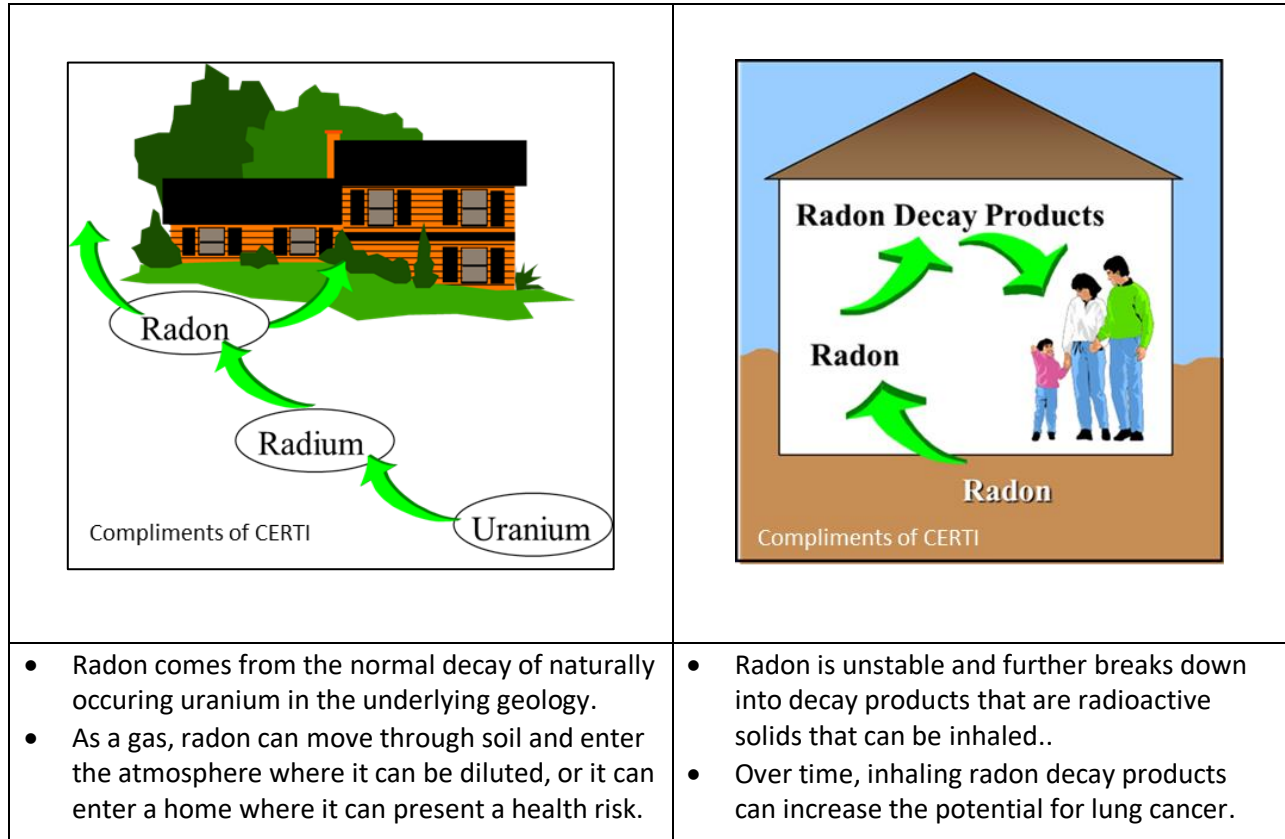 Radon
Radium
Uranium
Compliments of CERTI
Radon Decay Products
Radon
Radon
Compliments of CERTI
• Radon comes from the normal decay of naturally
occuring uranium in the underlying geology.
• As a gas, radon can move through soil and enter
the atmosphere where it can be diluted, or it can
enter a home where it can present a health risk.
• Radon is unstable and further breaks down
into decay products that are radioactive
solids that can be inhaled..
• Over time, inhaling radon decay products
can increase the potential for lung cancer.